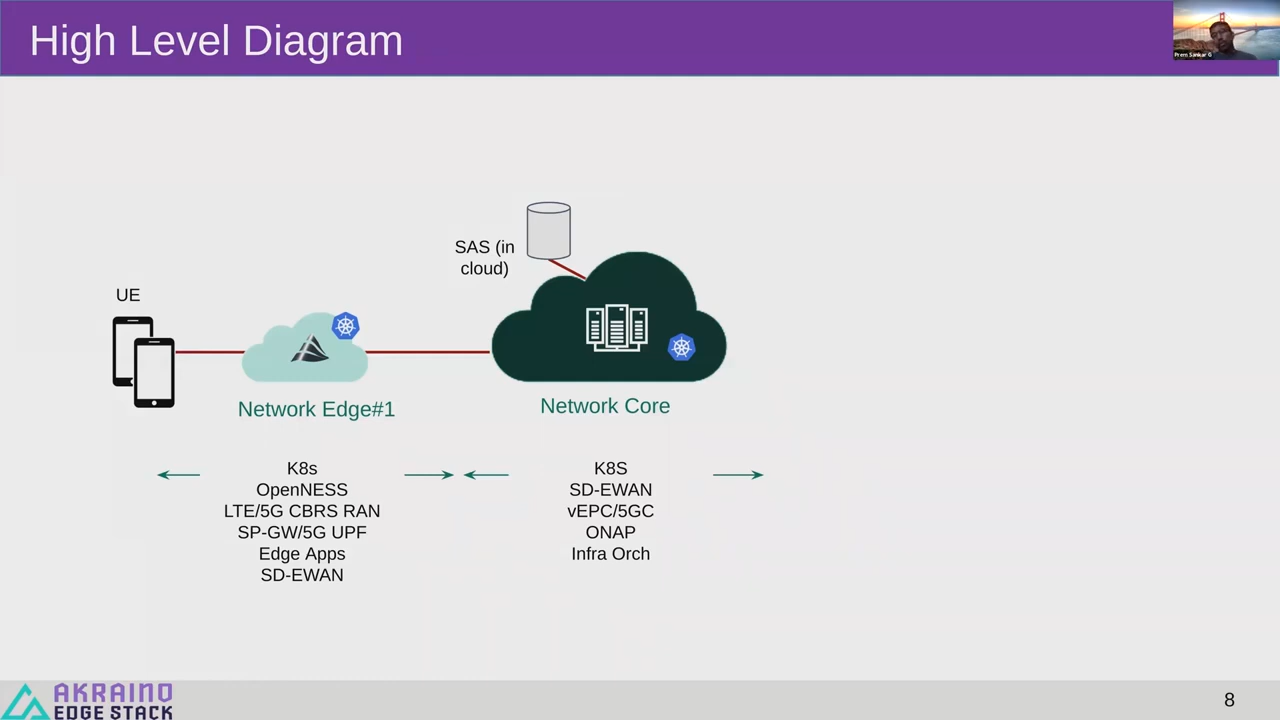 High Level Diagram
Prem Sankar G
SAS (in
cloud)
UE
Network Edge#1
Network Core
K8s
OpenNESS
LTE/5G CBRS RAN
SP-GW/5G UPF
Edge Apps
SD-EWAN
K8S
SD-EWAN
vEPC/5GC
ONAP
Infra Orch
AKRAINO
EDGE STACK
8